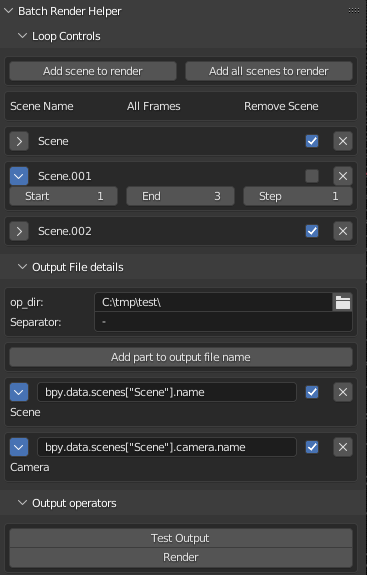 Batch Render Helper
Loop Controls
Add scene to render Add all scenes to render
Scene Name All Frames Remove Scene
Scene
Scene.001
Start 1 End 3 Step 1
Scene.002
Output File details
op_dir: C:\tmp\test\
Separator: -
Add part to output file name
bpy.data.scenes["Scene"].name
Scene
bpy.data.scenes["Scene"].camera.name
Camera
Output operators
Test Output
Render